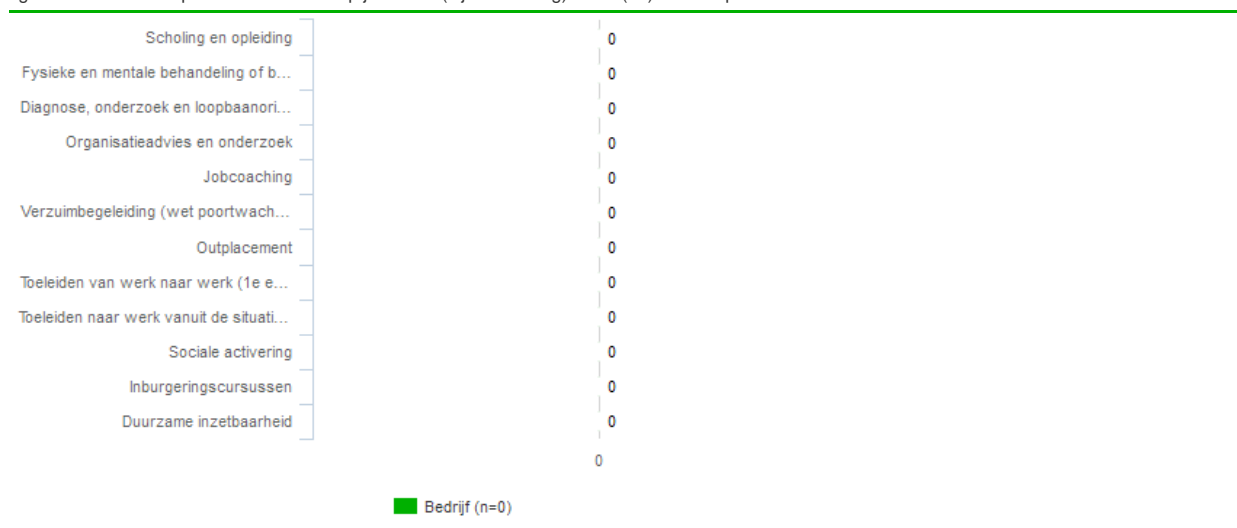 Scholing en opleiding 0
Fysieke en mentale behandeling of b... 0
Diagnose, onderzoek en loopbaanori... 0
Organisatieadvies en onderzoek 0
Jobcoaching 0
Verzuimbegeleiding (wet poortwach... 0
Outplacement 0
Toeleiden van werk naar werk (1e e... 0
Toeleiden naar werk vanuit de situati... 0
Sociale activering 0
Inburgeringscursussen 0
Duurzame inzetbaarheid 0
0
Bedrijf (n=0)